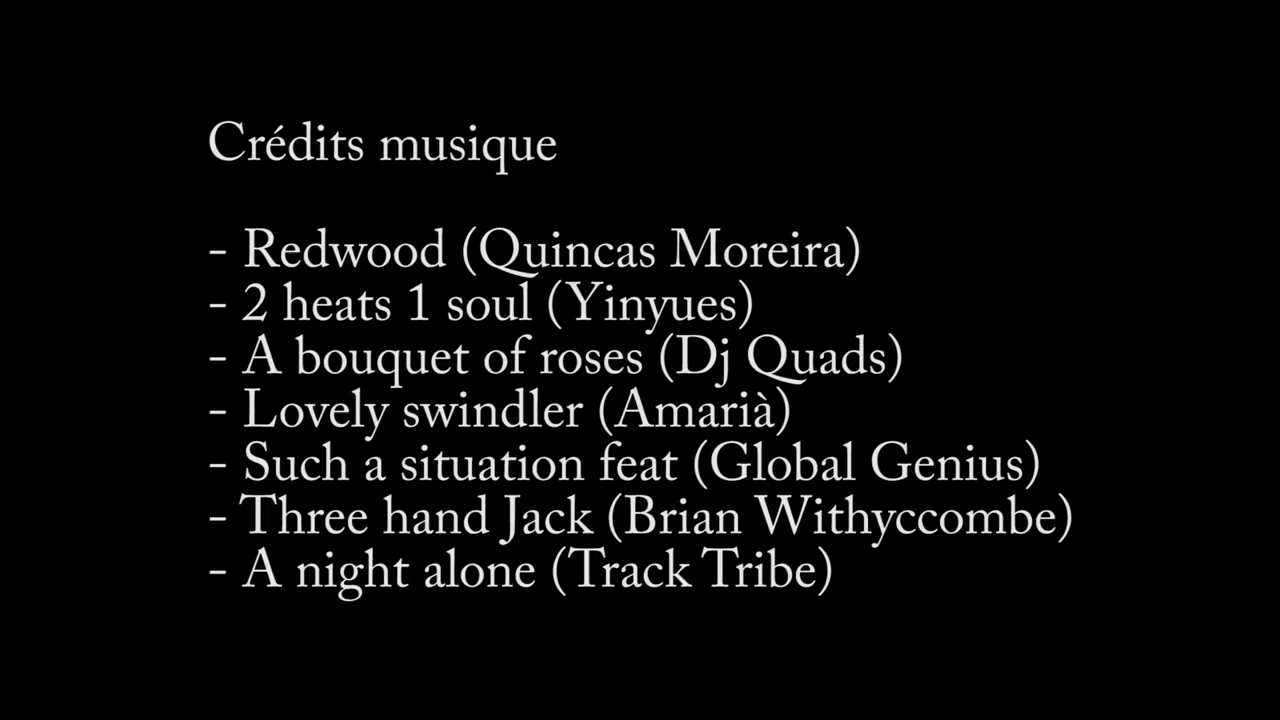 Crédits musique
- Redwood (Quincas Moreira)
- 2 heats 1 soul (Yinyues)
- A bouquet of roses (Dj Quads)
- Lovely swindler (Amarià)
- Such a situation feat (Global Genius)
- Three hand Jack (Brian Withyccombe)
- A night alone (Track Tribe)